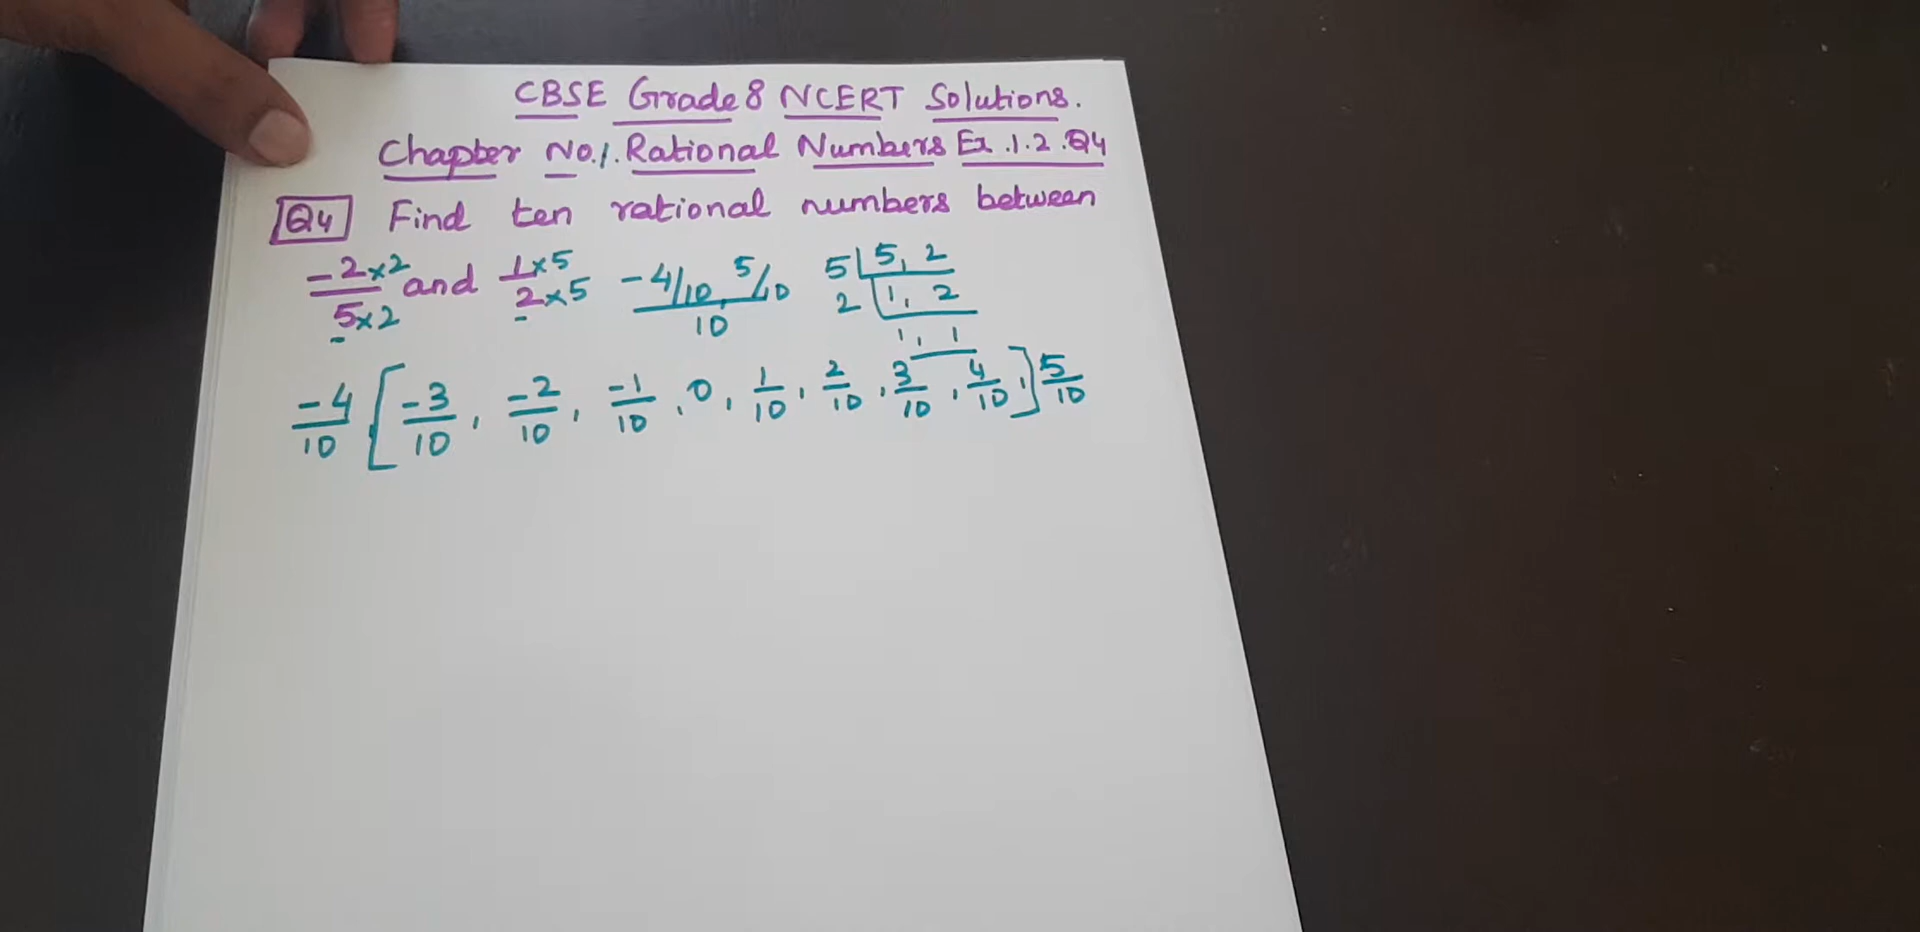 CBSE Grade 8 NCERT Solutions.
Chapter No.1. Rational Numbers Ex.1.2.Q4
Q4 Find ten rational numbers between
-2×2/5×2 and 1×5/2×5 -4/10, 5/10 / 10
5 | 5, 2
2 | 1, 2
1, 1
-4/10 [ -3/10, -2/10, -1/10, 0, 1/10, 2/10, 3/10, 4/10, ] 5/10